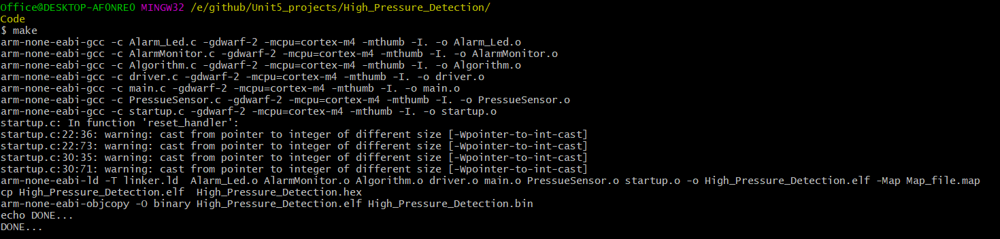 Office@DESKTOP-AF0NRE0 MINGW32 /e/github/Unit5_projects/High_Pressure_Detection/
Code
$ make
arm-none-eabi-gcc -c Alarm_Led.c -gdwarf-2 -mcpu=cortex-m4 -mthumb -I. -o Alarm_Led.o
arm-none-eabi-gcc -c AlarmMonitor.c -gdwarf-2 -mcpu=cortex-m4 -mthumb -I. -o AlarmMonitor.o
arm-none-eabi-gcc -c Algorithm.c -gdwarf-2 -mcpu=cortex-m4 -mthumb -I. -o Algorithm.o
arm-none-eabi-gcc -c driver.c -gdwarf-2 -mcpu=cortex-m4 -mthumb -I. -o driver.o
arm-none-eabi-gcc -c main.c -gdwarf-2 -mcpu=cortex-m4 -mthumb -I. -o main.o
arm-none-eabi-gcc -c PressueSensor.c -gdwarf-2 -mcpu=cortex-m4 -mthumb -I. -o PressueSensor.o
arm-none-eabi-gcc -c startup.c -gdwarf-2 -mcpu=cortex-m4 -mthumb -I. -o startup.o
startup.c: In function 'reset_handler':
startup.c:22:36: warning: cast from pointer to integer of different size [-Wpointer-to-int-cast]
startup.c:22:73: warning: cast from pointer to integer of different size [-Wpointer-to-int-cast]
startup.c:30:35: warning: cast from pointer to integer of different size [-Wpointer-to-int-cast]
startup.c:30:71: warning: cast from pointer to integer of different size [-Wpointer-to-int-cast]
arm-none-eabi-ld -T linker.ld  Alarm_Led.o AlarmMonitor.o Algorithm.o driver.o main.o PressueSensor.o startup.o -o High_Pressure_Detection.elf -Map Map_file.map
cp High_Pressure_Detection.elf  High_Pressure_Detection.hex
arm-none-eabi-objcopy -O binary High_Pressure_Detection.elf High_Pressure_Detection.bin
echo DONE...
DONE...